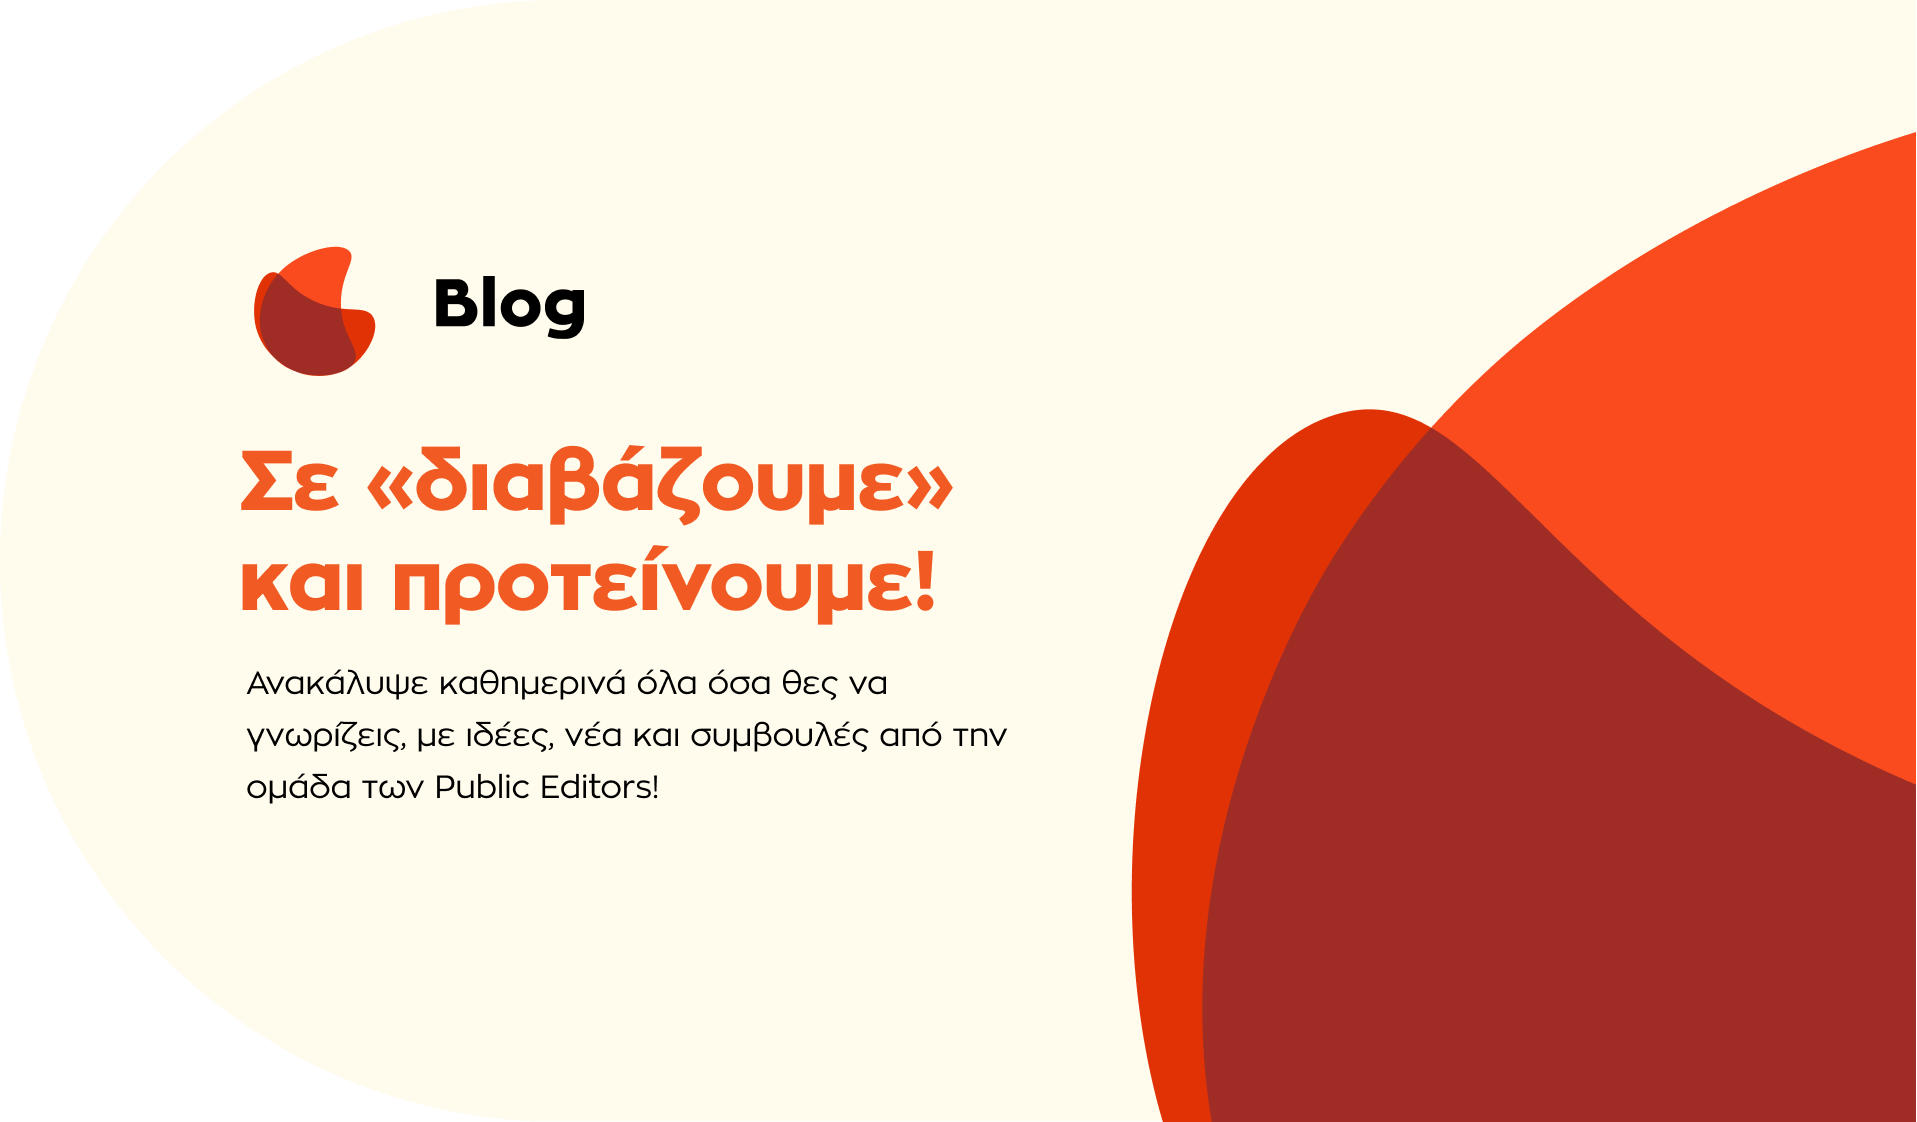 Blog
Σε «διαβάζουμε»
και προτείνουμε!
Ανακάλυψε καθημερινά όλα όσα θες να
γνωρίζεις, με ιδέες, νέα και συμβουλές από την
ομάδα των Public Editors!